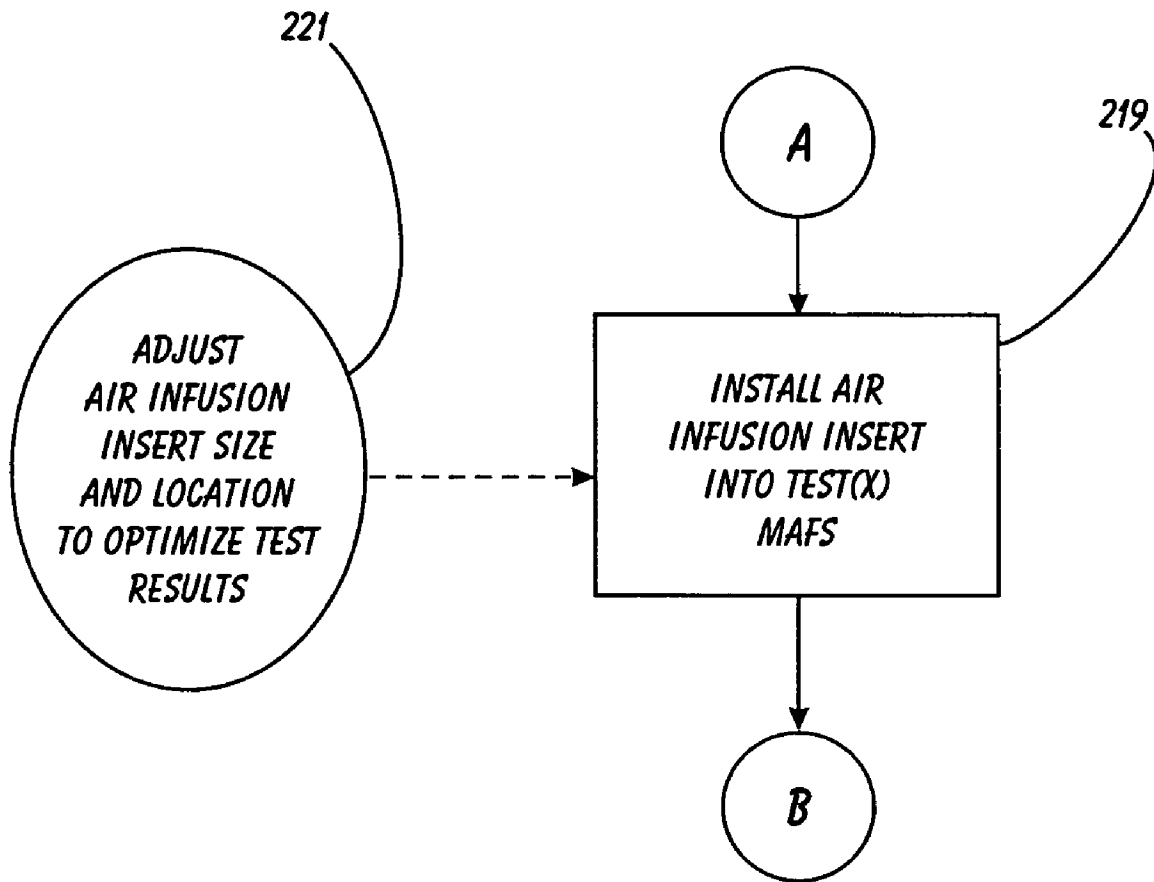 221
A
219
ADJUST
AIR INFUSION
INSERT SIZE
AND LOCATION
TO OPTIMIZE TEST
RESULTS
INSTALL AIR
INFUSION INSERT
INTO TEST(X)
MAFS
B